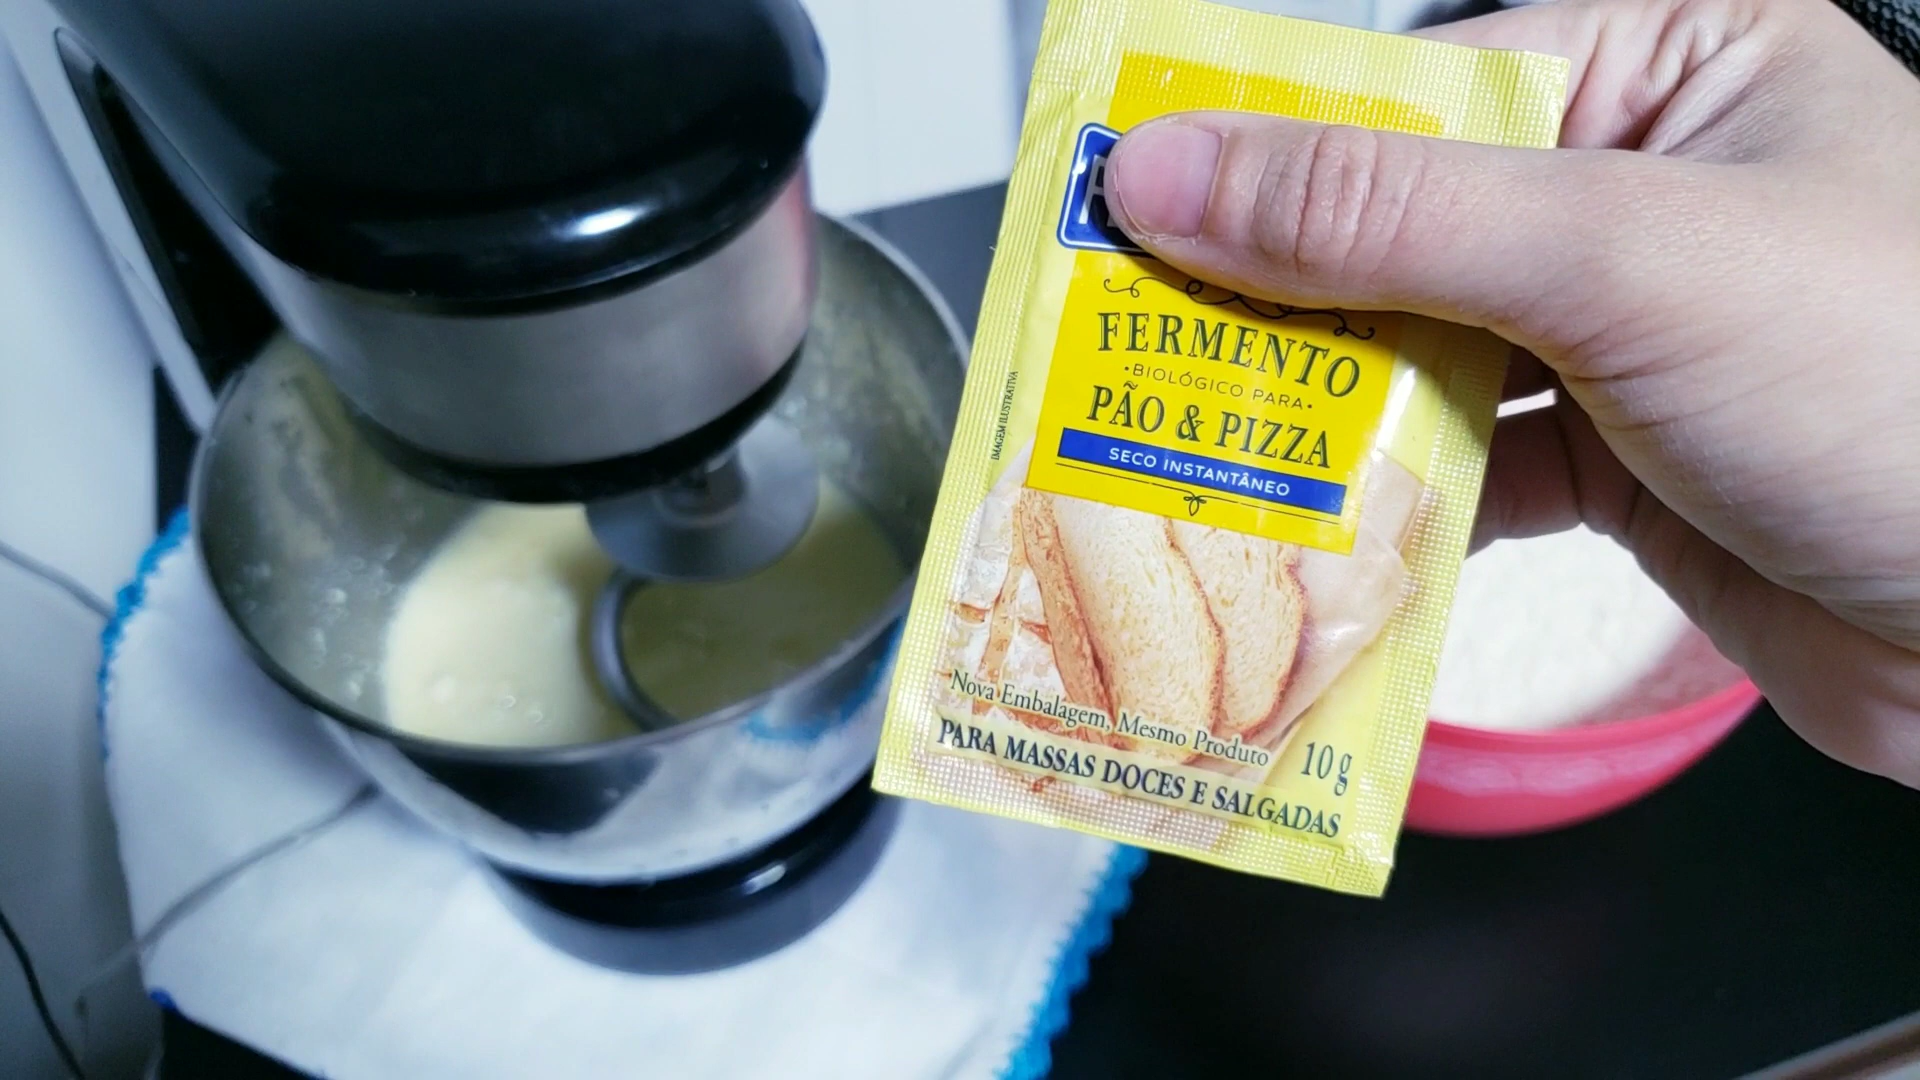 FERMENTO
•BIOLÓGICO PARA•
PÃO & PIZZA
SECO INSTANTÂNEO
IMAGEM ILUSTRATIVA
Nova Embalagem, Mesmo Produto
10 g
PARA MASSAS DOCES E SALGADAS